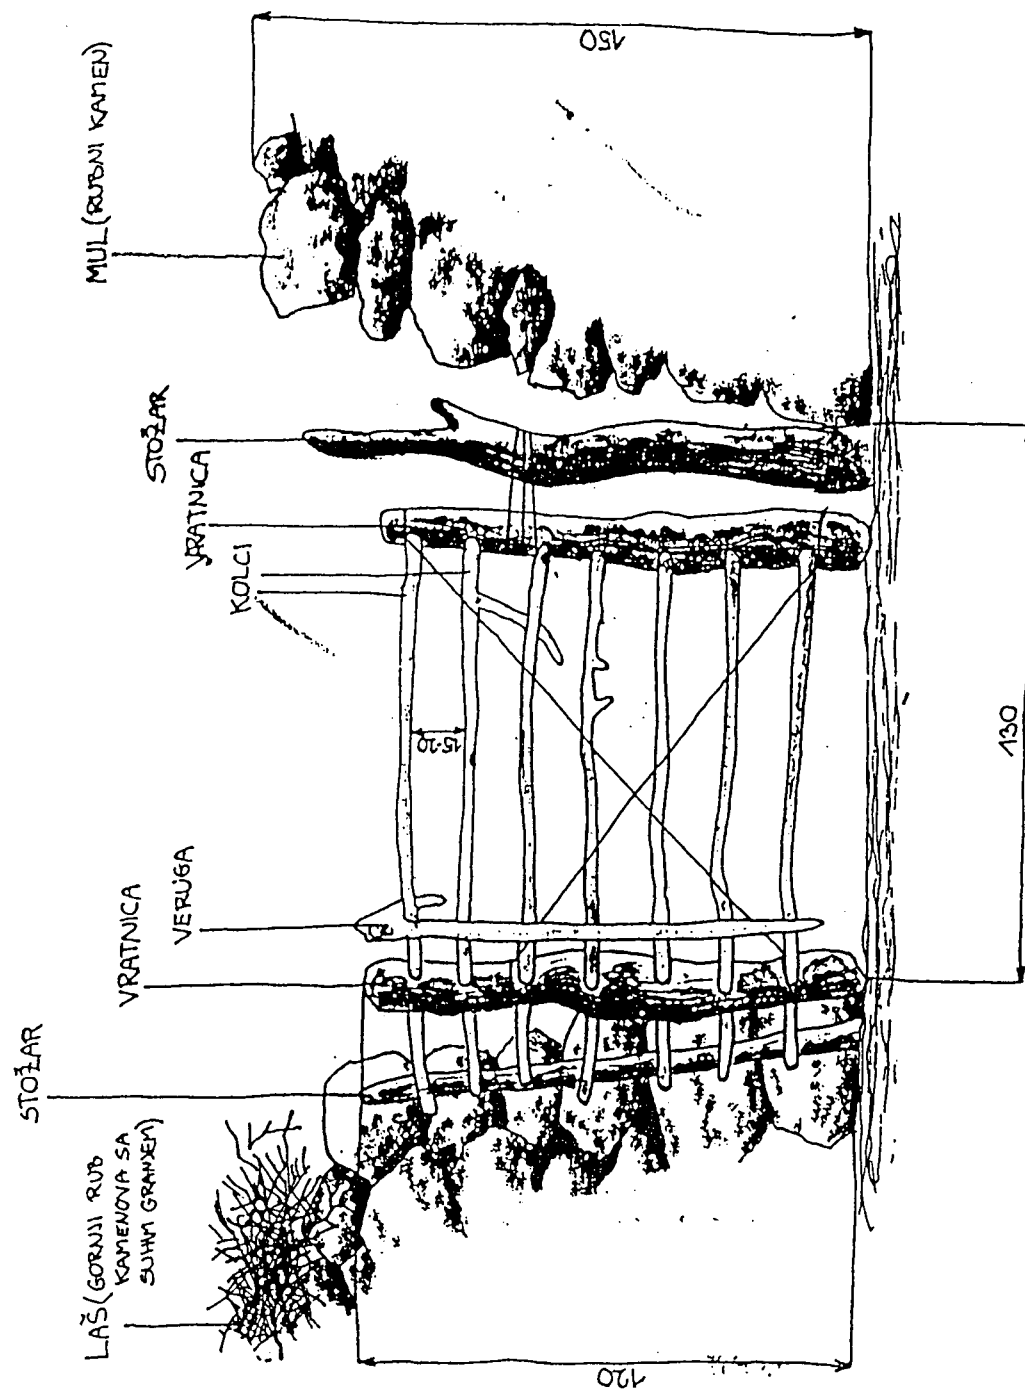 LAŠ (GORNJI RUB
KAMENOVA SA
SUHIM GRANJEM)
STOŽAR
VRATNICA
VERUGA
KOLCI
VRATNICA
STOŽAR
MUL (RUBNI KAMEN)
120
15-20
150
130